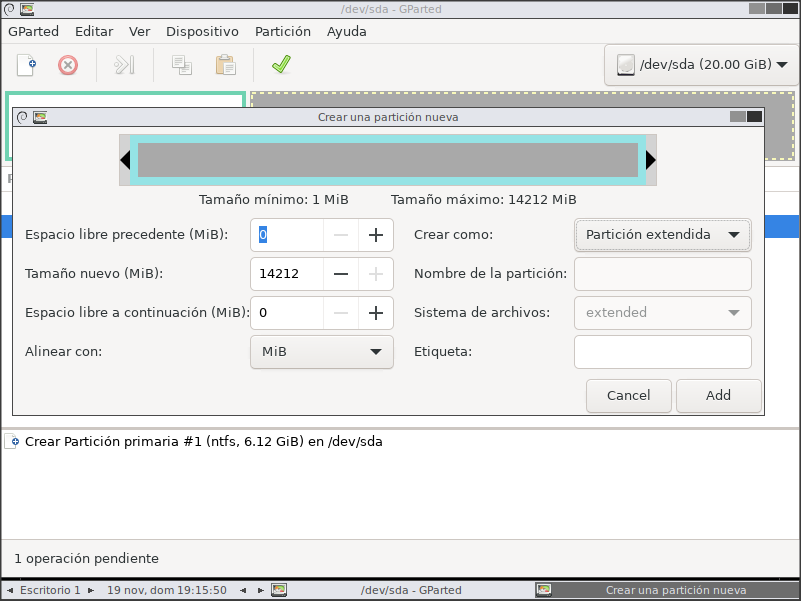 /dev/sda - GParted
GParted Editar Ver Dispositivo Partición Ayuda
/dev/sda (20.00 GiB)
Crear una partición nueva
Tamaño mínimo: 1 MiB Tamaño máximo: 14212 MiB
Espacio libre precedente (MiB): 0 Crear como: Partición extendida
Tamaño nuevo (MiB): 14212 Nombre de la partición:
Espacio libre a continuación (MiB): 0 Sistema de archivos: extended
Alinear con: MiB Etiqueta:
Cancel Add
Crear Partición primaria #1 (ntfs, 6.12 GiB) en /dev/sda
1 operación pendiente
Escritorio 1 19 nov, dom 19:15:50 /dev/sda - GParted Crear una partición nueva